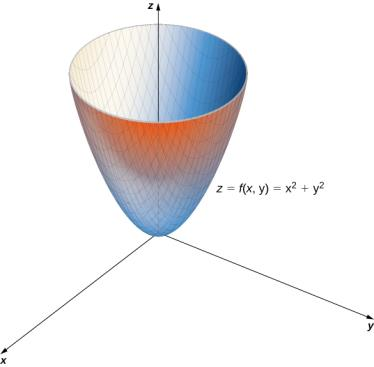 z
z = f(x, y) = x² + y²
y
x